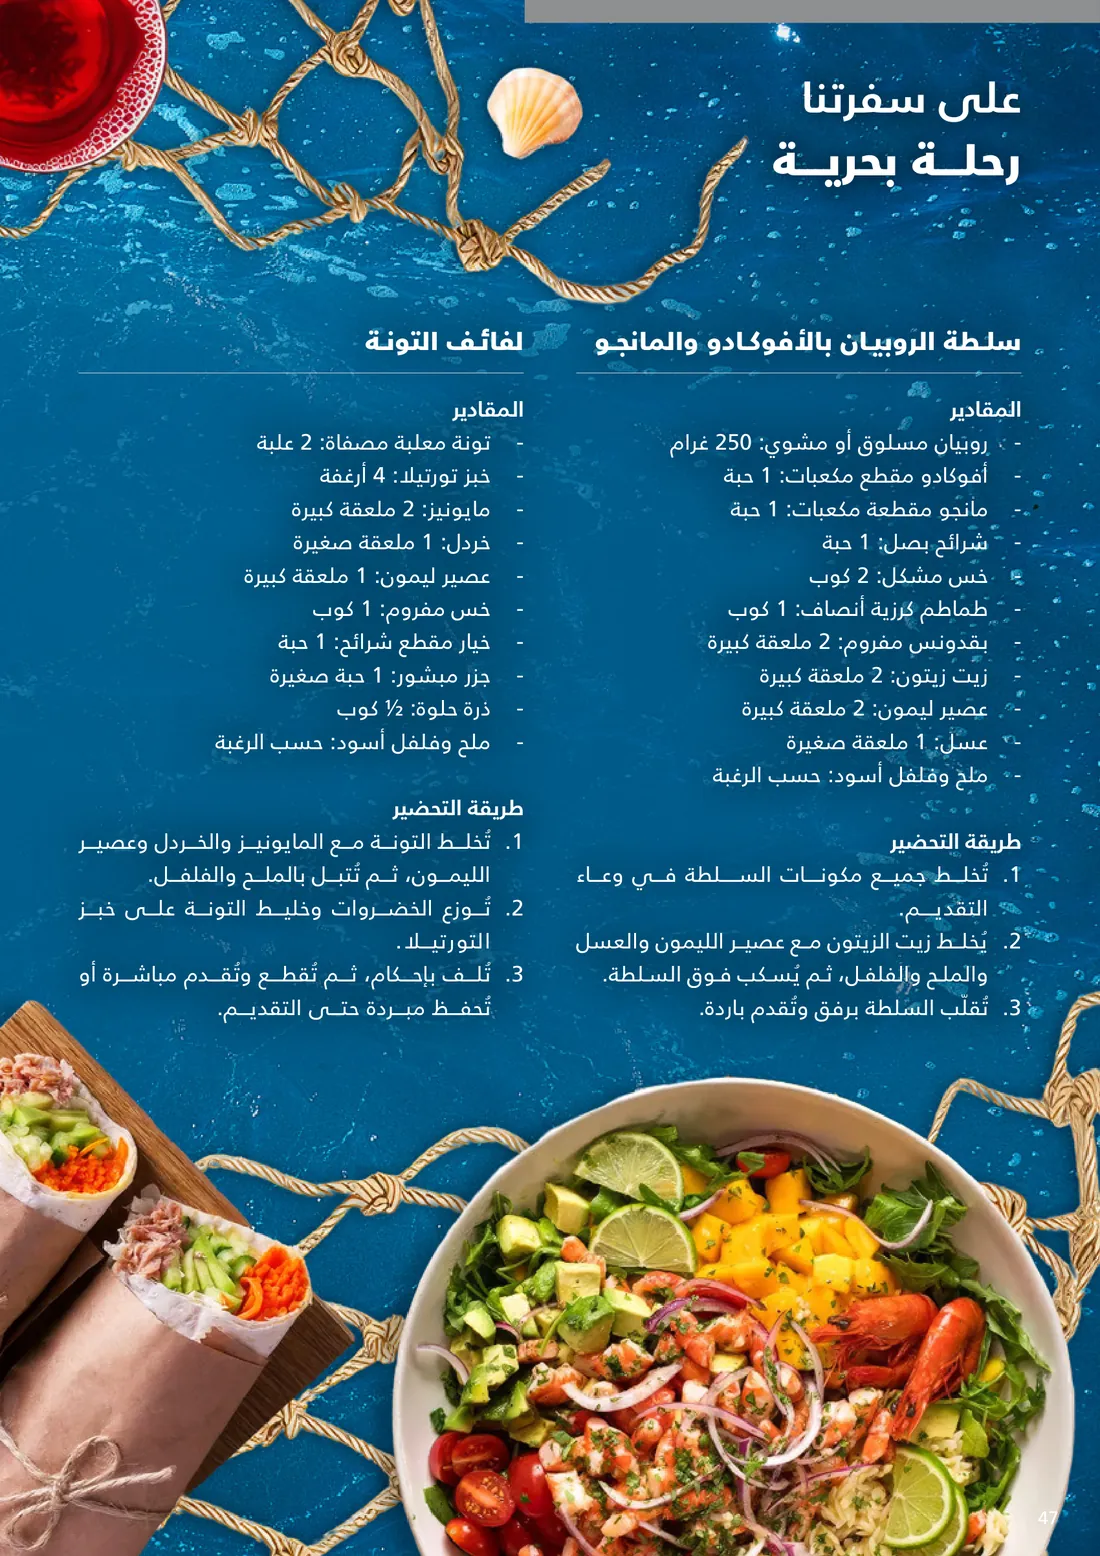 على سفرتنا
رحلة بحرية
سلطة الروبيان بالأفوكادو والمانجو
المقادير
- روبيان مسلوق أو مشوي: 250 غرام
- أفوكادو مقطع مكعبات: 1 حبة
- مانجو مقطعة مكعبات: 1 حبة
- شرائح بصل: 1 حبة
- خس مشكل: 2 كوب
- طماطم كرزية أنصاف: 1 كوب
- بقدونس مفروم: 2 ملعقة كبيرة
- زيت زيتون: 2 ملعقة كبيرة
- عصير ليمون: 2 ملعقة كبيرة
- عسل: 1 ملعقة صغيرة
- ملح وفلفل أسود: حسب الرغبة
طريقة التحضير
1. تُخلط جميع مكونات السلطة في وعاء
التقديم.
2. يُخلط زيت الزيتون مع عصير الليمون والعسل
والملح والفلفل، ثم يُسكب فوق السلطة.
3. تُقلّب السلطة برفق وتُقدم باردة.
لفائف التونة
المقادير
- تونة معلبة مصفاة: 2 علبة
- خبز تورتيلا: 4 أرغفة
- مايونيز: 2 ملعقة كبيرة
- خردل: 1 ملعقة صغيرة
- عصير ليمون: 1 ملعقة كبيرة
- خس مفروم: 1 كوب
- خيار مقطع شرائح: 1 حبة
- جزر مبشور: 1 حبة صغيرة
- ذرة حلوة: ½ كوب
- ملح وفلفل أسود: حسب الرغبة
طريقة التحضير
1. تُخلط التونة مع المايونيز والخردل وعصير
الليمون، ثم تُتبل بالملح والفلفل.
2. تُوزع الخضروات وخليط التونة على خبز
التورتيلا.
3. تُلف بإحكام، ثم تُقطع وتُقدم مباشرة أو
تُحفظ مبردة حتى التقديم.
47